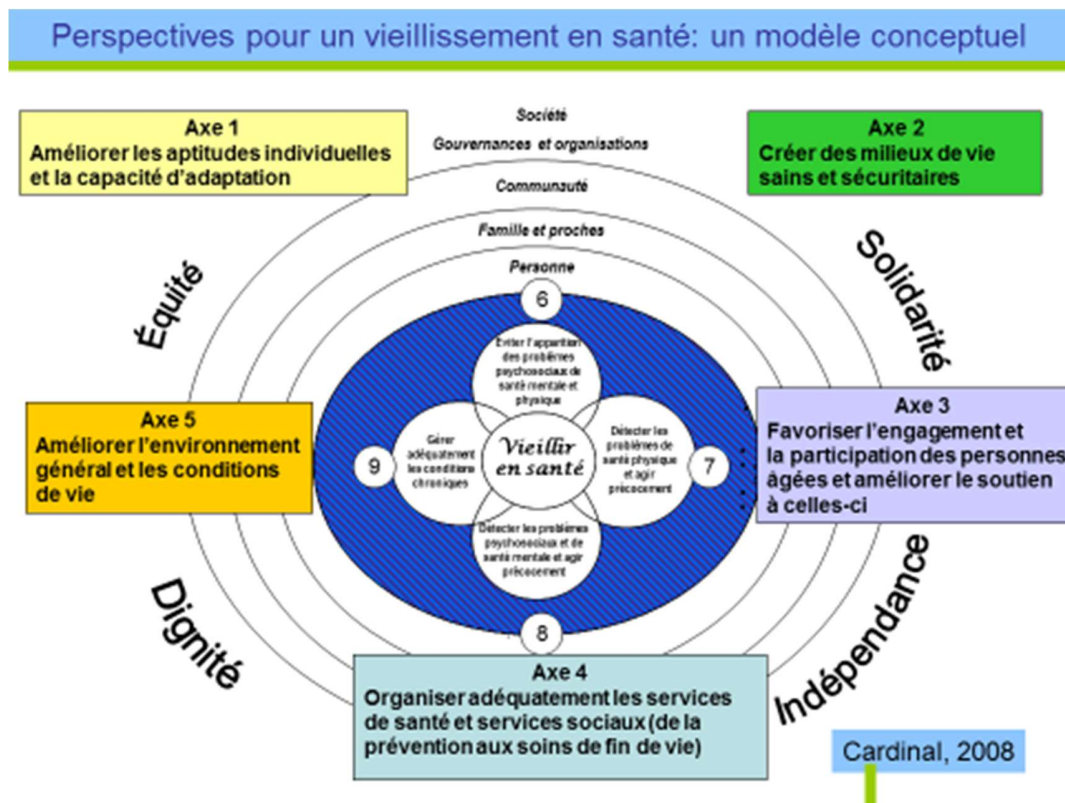 Perspectives pour un vieillissement en santé: un modèle conceptuel
Axe 1
Améliorer les aptitudes individuelles
et la capacité d'adaptation
Société
Gouvernances et organisations
Communauté
Famille et proches
Personne
Axe 2
Créer des milieux de vie
sains et sécuritaires
Équité
Solidarité
6
Éviter l'apparition
des problèmes
psychosociaux de
santé mentale et
physique
Axe 5
Améliorer l'environnement
général et les conditions
de vie
9
Gérer
adéquatement
les conditions
chroniques
Vieillir
en santé
Détecter les
problèmes de
santé physique et
agir
précocement
7
Axe 3
Favoriser l'engagement et
la participation des personnes
âgées et améliorer le soutien
à celles-ci
Détecter les problèmes
psychosociaux et de
santé mentale et agir
précocement
8
Dignité
Indépendance
Axe 4
Organiser adéquatement les services
de santé et services sociaux (de la
prévention aux soins de fin de vie)
Cardinal, 2008